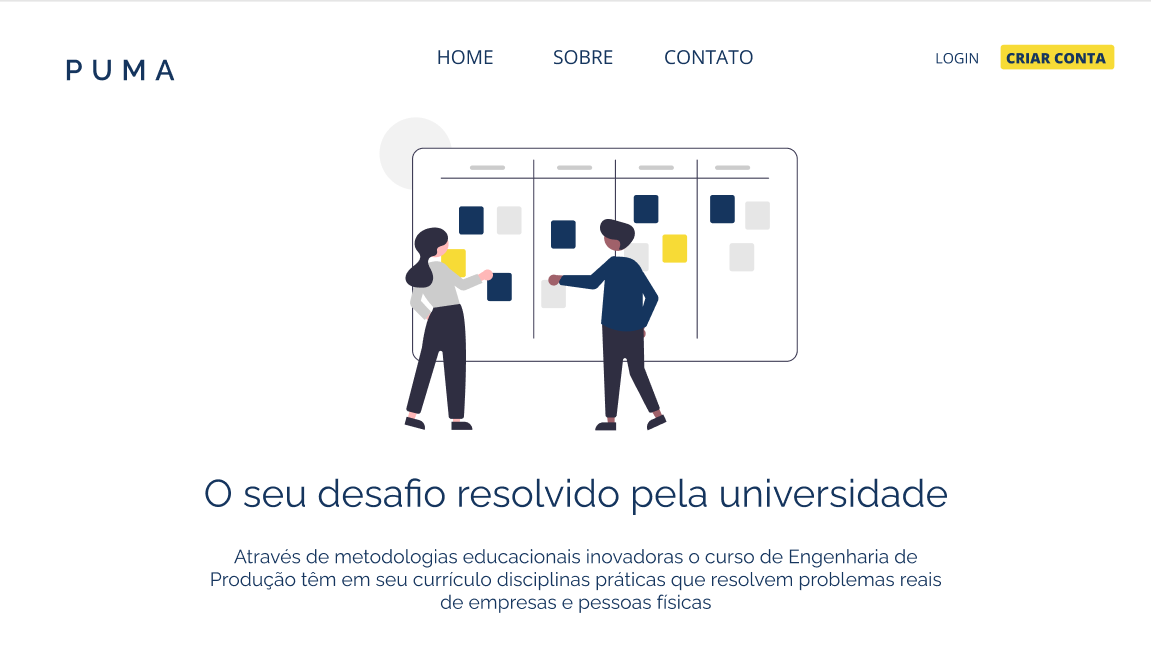 PUMA
HOME
SOBRE
CONTATO
LOGIN
CRIAR CONTA
O seu desafio resolvido pela universidade
Através de metodologias educacionais inovadoras o curso de Engenharia de
Produção têm em seu currículo disciplinas práticas que resolvem problemas reais
de empresas e pessoas físicas